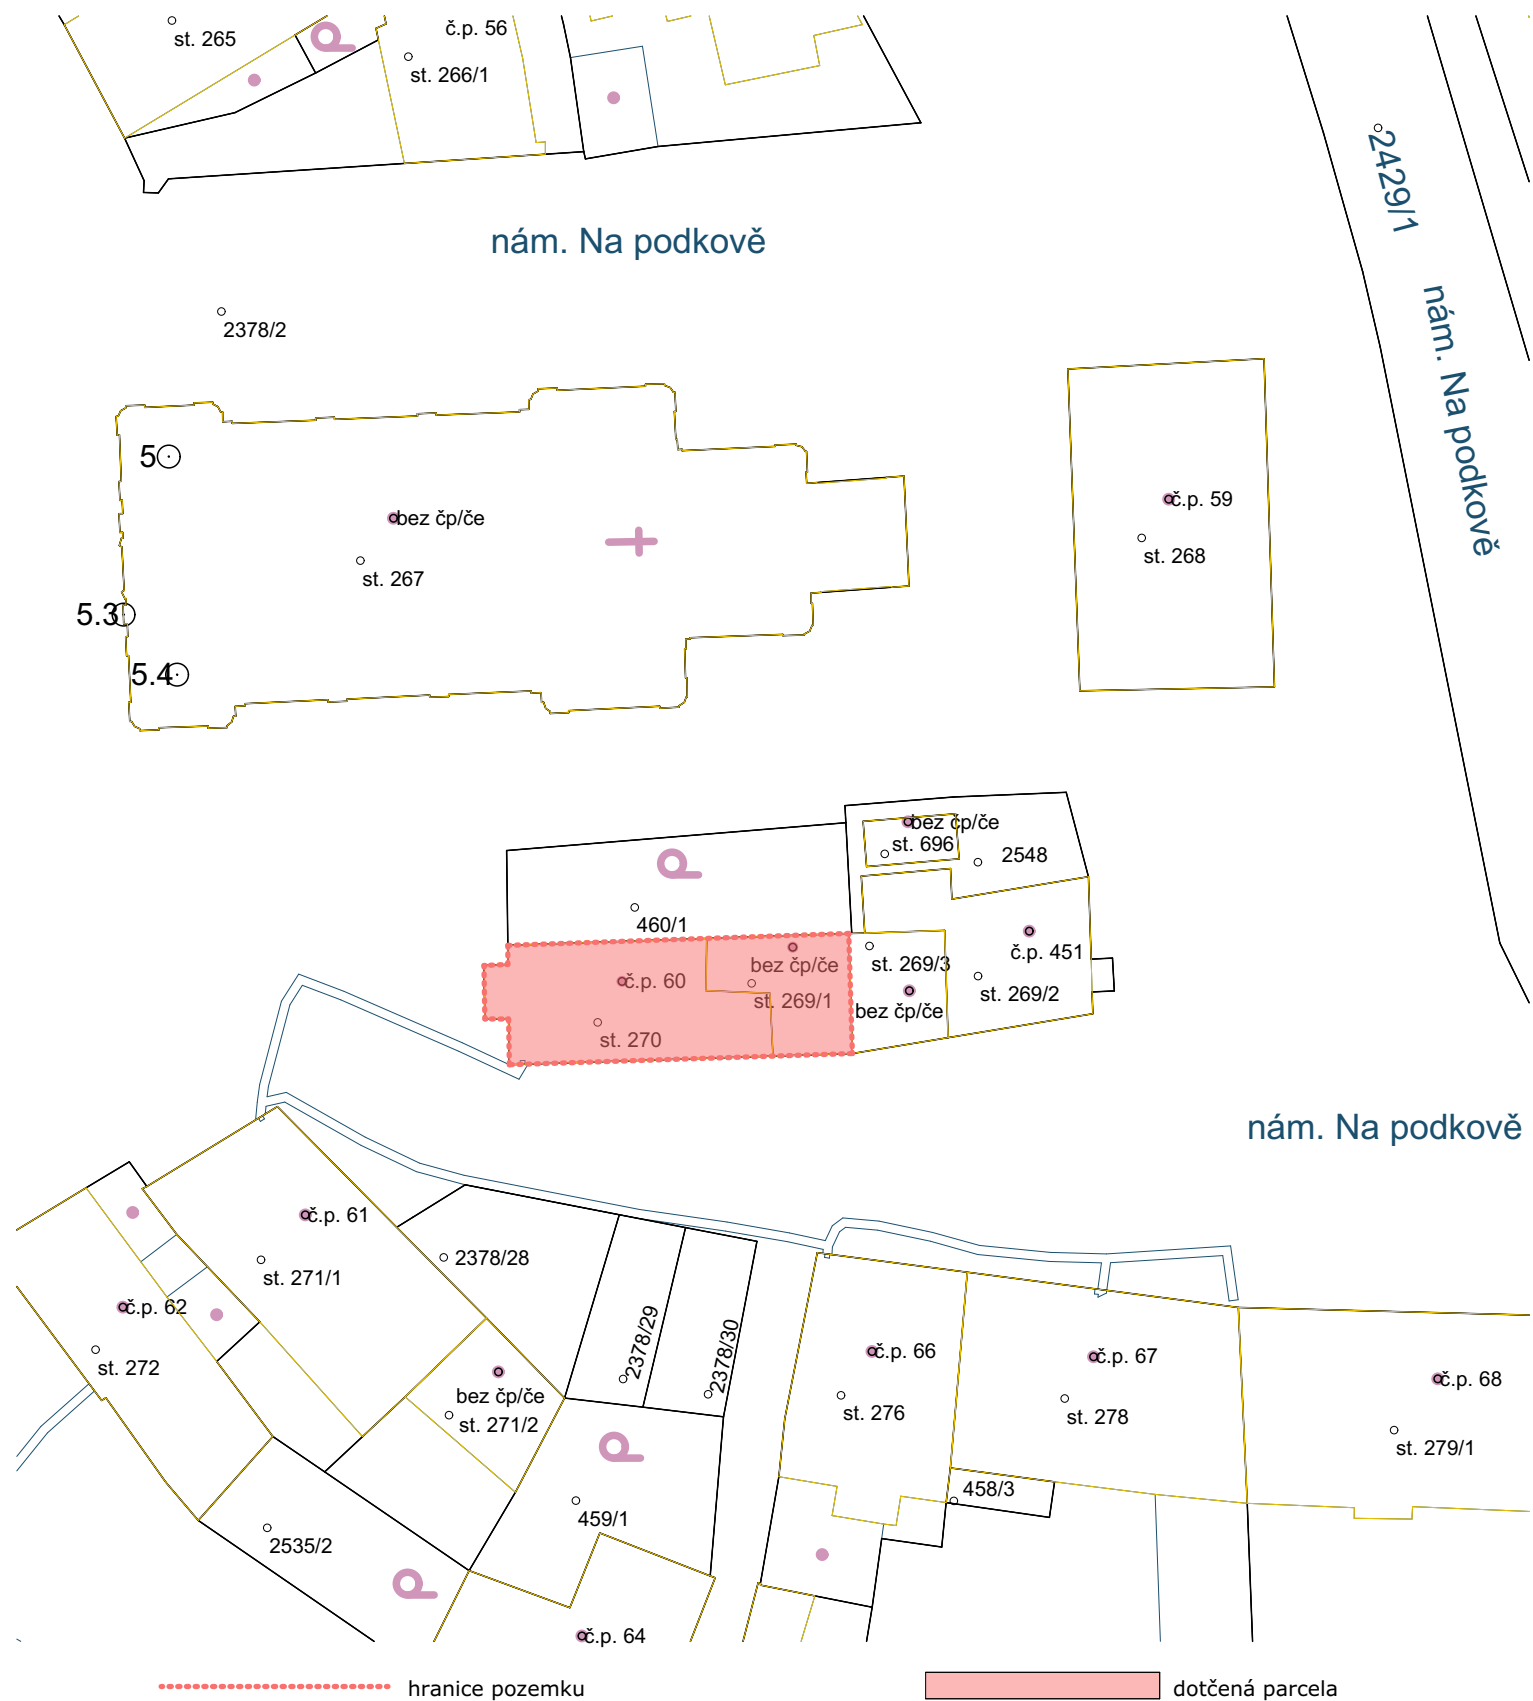 st. 265
č.p. 56
st. 266/1
2429/1
nám. Na podkově
2378/2
nám. Na podkově
5
bez čp/če
st. 267
č.p. 59
st. 268
5.3
5.4
bez čp/če
st. 696
2548
460/1
č.p. 451
bez čp/če
st. 269/3
č.p. 60
st. 269/1
st. 269/2
bez čp/če
st. 270
nám. Na podkově
č.p. 61
2378/28
st. 271/1
č.p. 62
2378/29
2378/30
č.p. 66
č.p. 67
st. 272
č.p. 68
bez čp/če
st. 271/2
st. 276
st. 278
st. 279/1
458/3
459/1
2535/2
č.p. 64
hranice pozemku
dotčená parcela